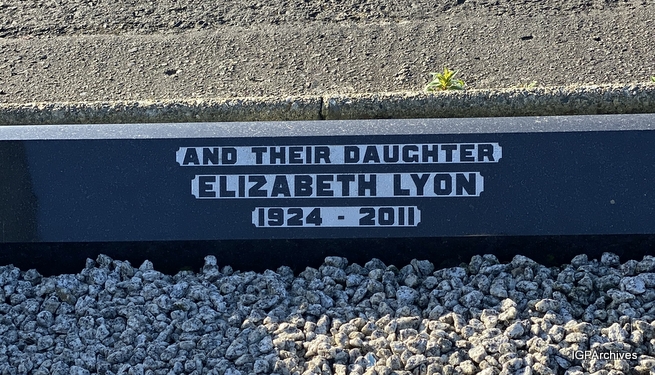 AND THEIR DAUGHTER
ELIZABETH LYON
1924 - 2011
IGPArchives